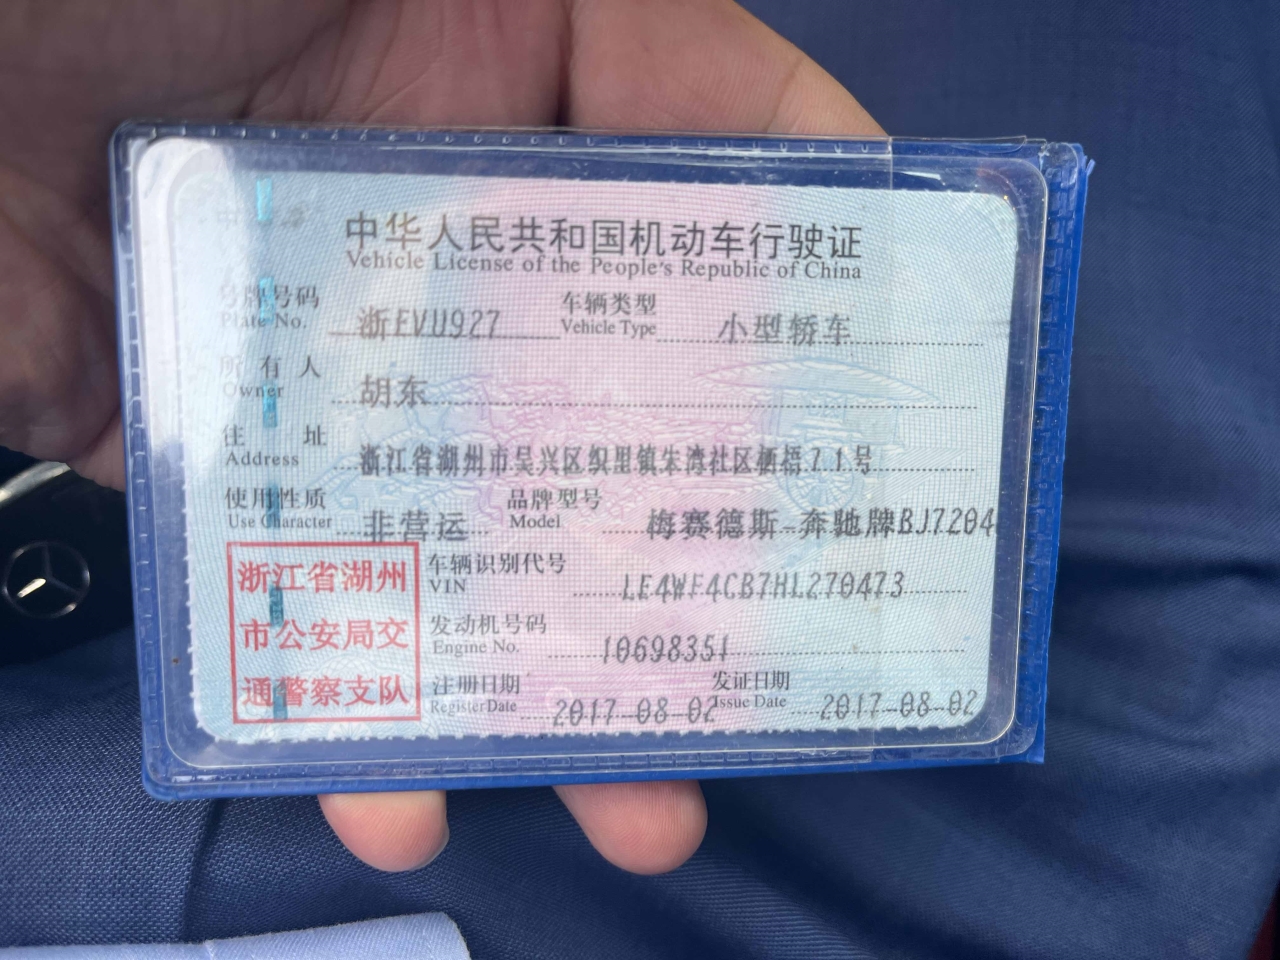 中华人民共和国机动车行驶证
Vehicle License of the People's Republic of China
号牌号码 浙EVU927 车辆类型 小型轿车
Plate No. Vehicle Type
所有人 胡东
Owner
住址 浙江省湖州市吴兴区织里镇朱湾社区栖梧71号
Address
使用性质 非营运 品牌型号 梅赛德斯-奔驰牌BJ7204
Use Character Model
浙江省湖州
市公安局交
通警察支队
车辆识别代号 LE4WF4CB7HL270473
VIN
发动机号码 10698351
Engine No.
注册日期 2017-08-02 发证日期 2017-08-02
Register Date Issue Date